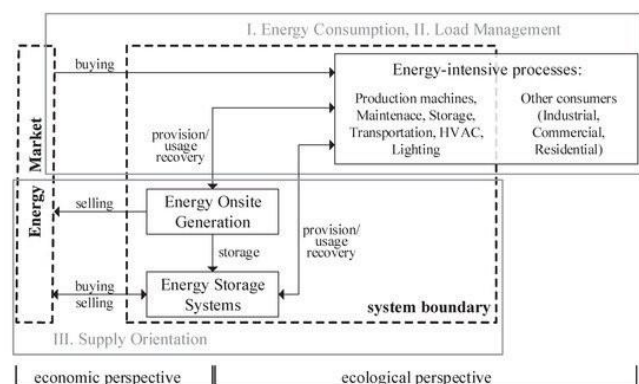 I. Energy Consumption, II. Load Management
buying
Energy-intensive processes:
Production machines,
Maintenace, Storage,
Transportation, HVAC,
Lighting
Other consumers
(Industrial,
Commercial,
Residential)
Energy Market
provision/
usage
recovery
selling
Energy Onsite
Generation
provision/
usage
recovery
storage
buying
selling
Energy Storage
Systems
system boundary
III. Supply Orientation
economic perspective
ecological perspective